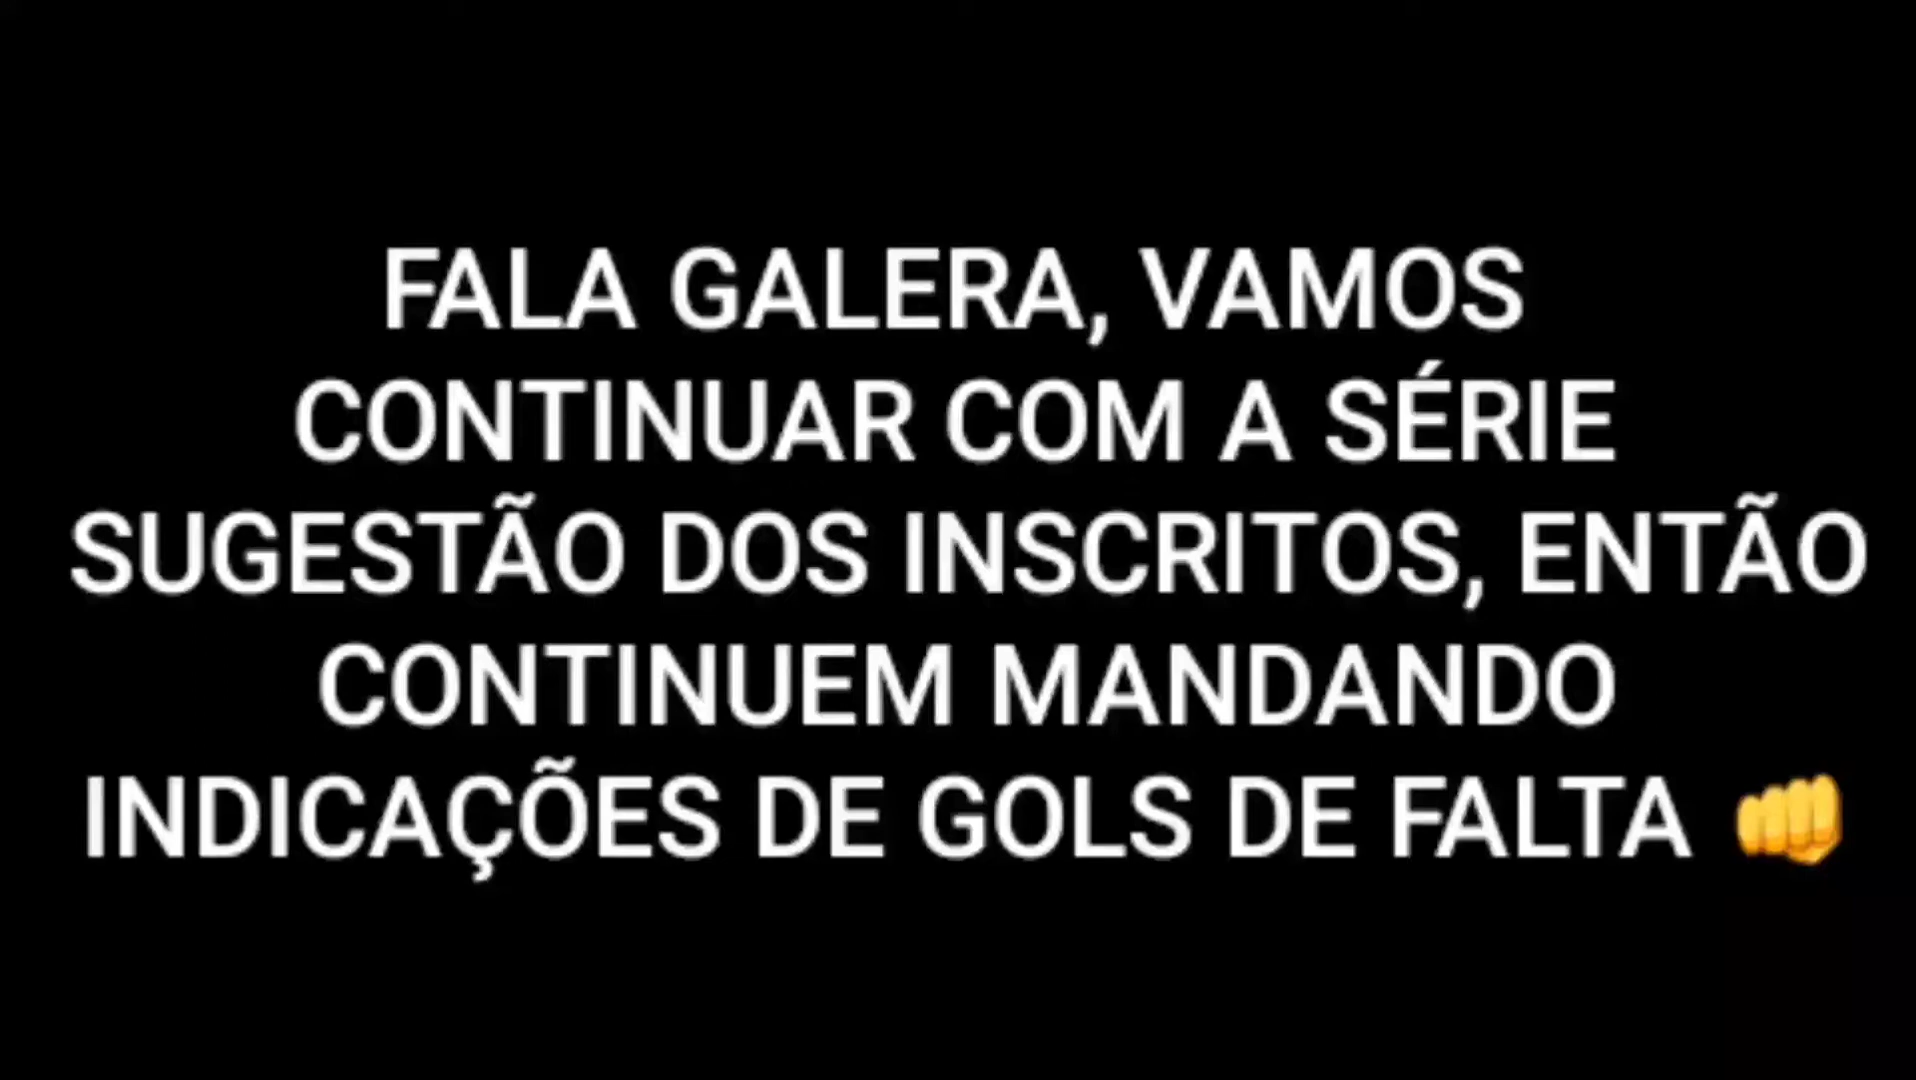 FALA GALERA, VAMOS
CONTINUAR COM A SÉRIE
SUGESTÃO DOS INSCRITOS, ENTÃO
CONTINUEM MANDANDO
INDICAÇÕES DE GOLS DE FALTA 👊